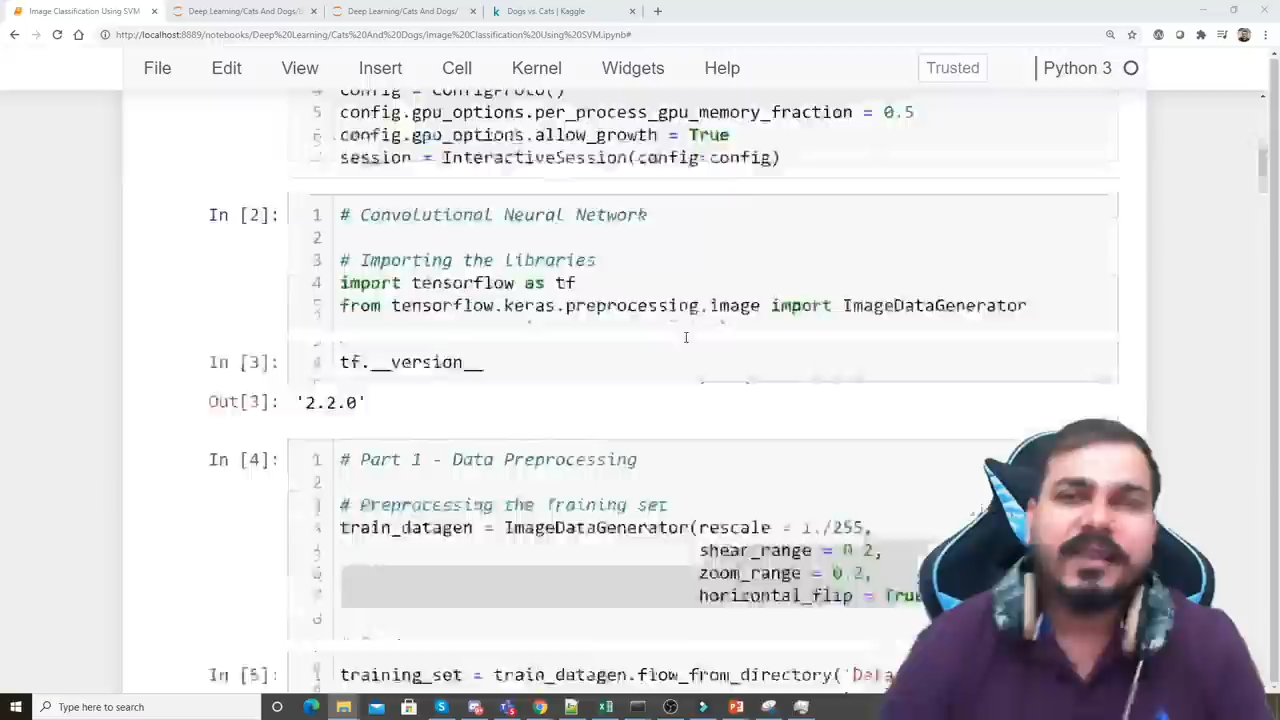 Image Classification Using SVM
Deep Learning/Cats And Dogs/
Deep Learning/Cats And Dogs/
Dogs vs. Cats | Kaggle
http://localhost:8889/notebooks/Deep%20Learning/Cats%20And%20Dogs/Image%20Classification%20Using%20SVM.ipynb#
File Edit View Insert Cell Kernel Widgets Help Trusted Python 3
config = ConfigProto()
5 config.gpu_options.per_process_gpu_memory_fraction = 0.5
config.gpu_options.allow_growth = True
session = InteractiveSession(config=config)
In [2]: 1 # Convolutional Neural Network
2
3 # Importing the Libraries
4 import tensorflow as tf
5 from tensorflow.keras.preprocessing.image import ImageDataGenerator
In [3]: tf.__version__
Out[3]: '2.2.0'
In [4]: 1 # Part 1 - Data Preprocessing
2
# Preprocessing the Training set
train_datagen = ImageDataGenerator(rescale = 1./255,
shear_range = 0.2,
zoom_range = 0.2,
horizontal_flip = True
In [5]: training_set = train_datagen.flow_from_directory('Data
Type here to search